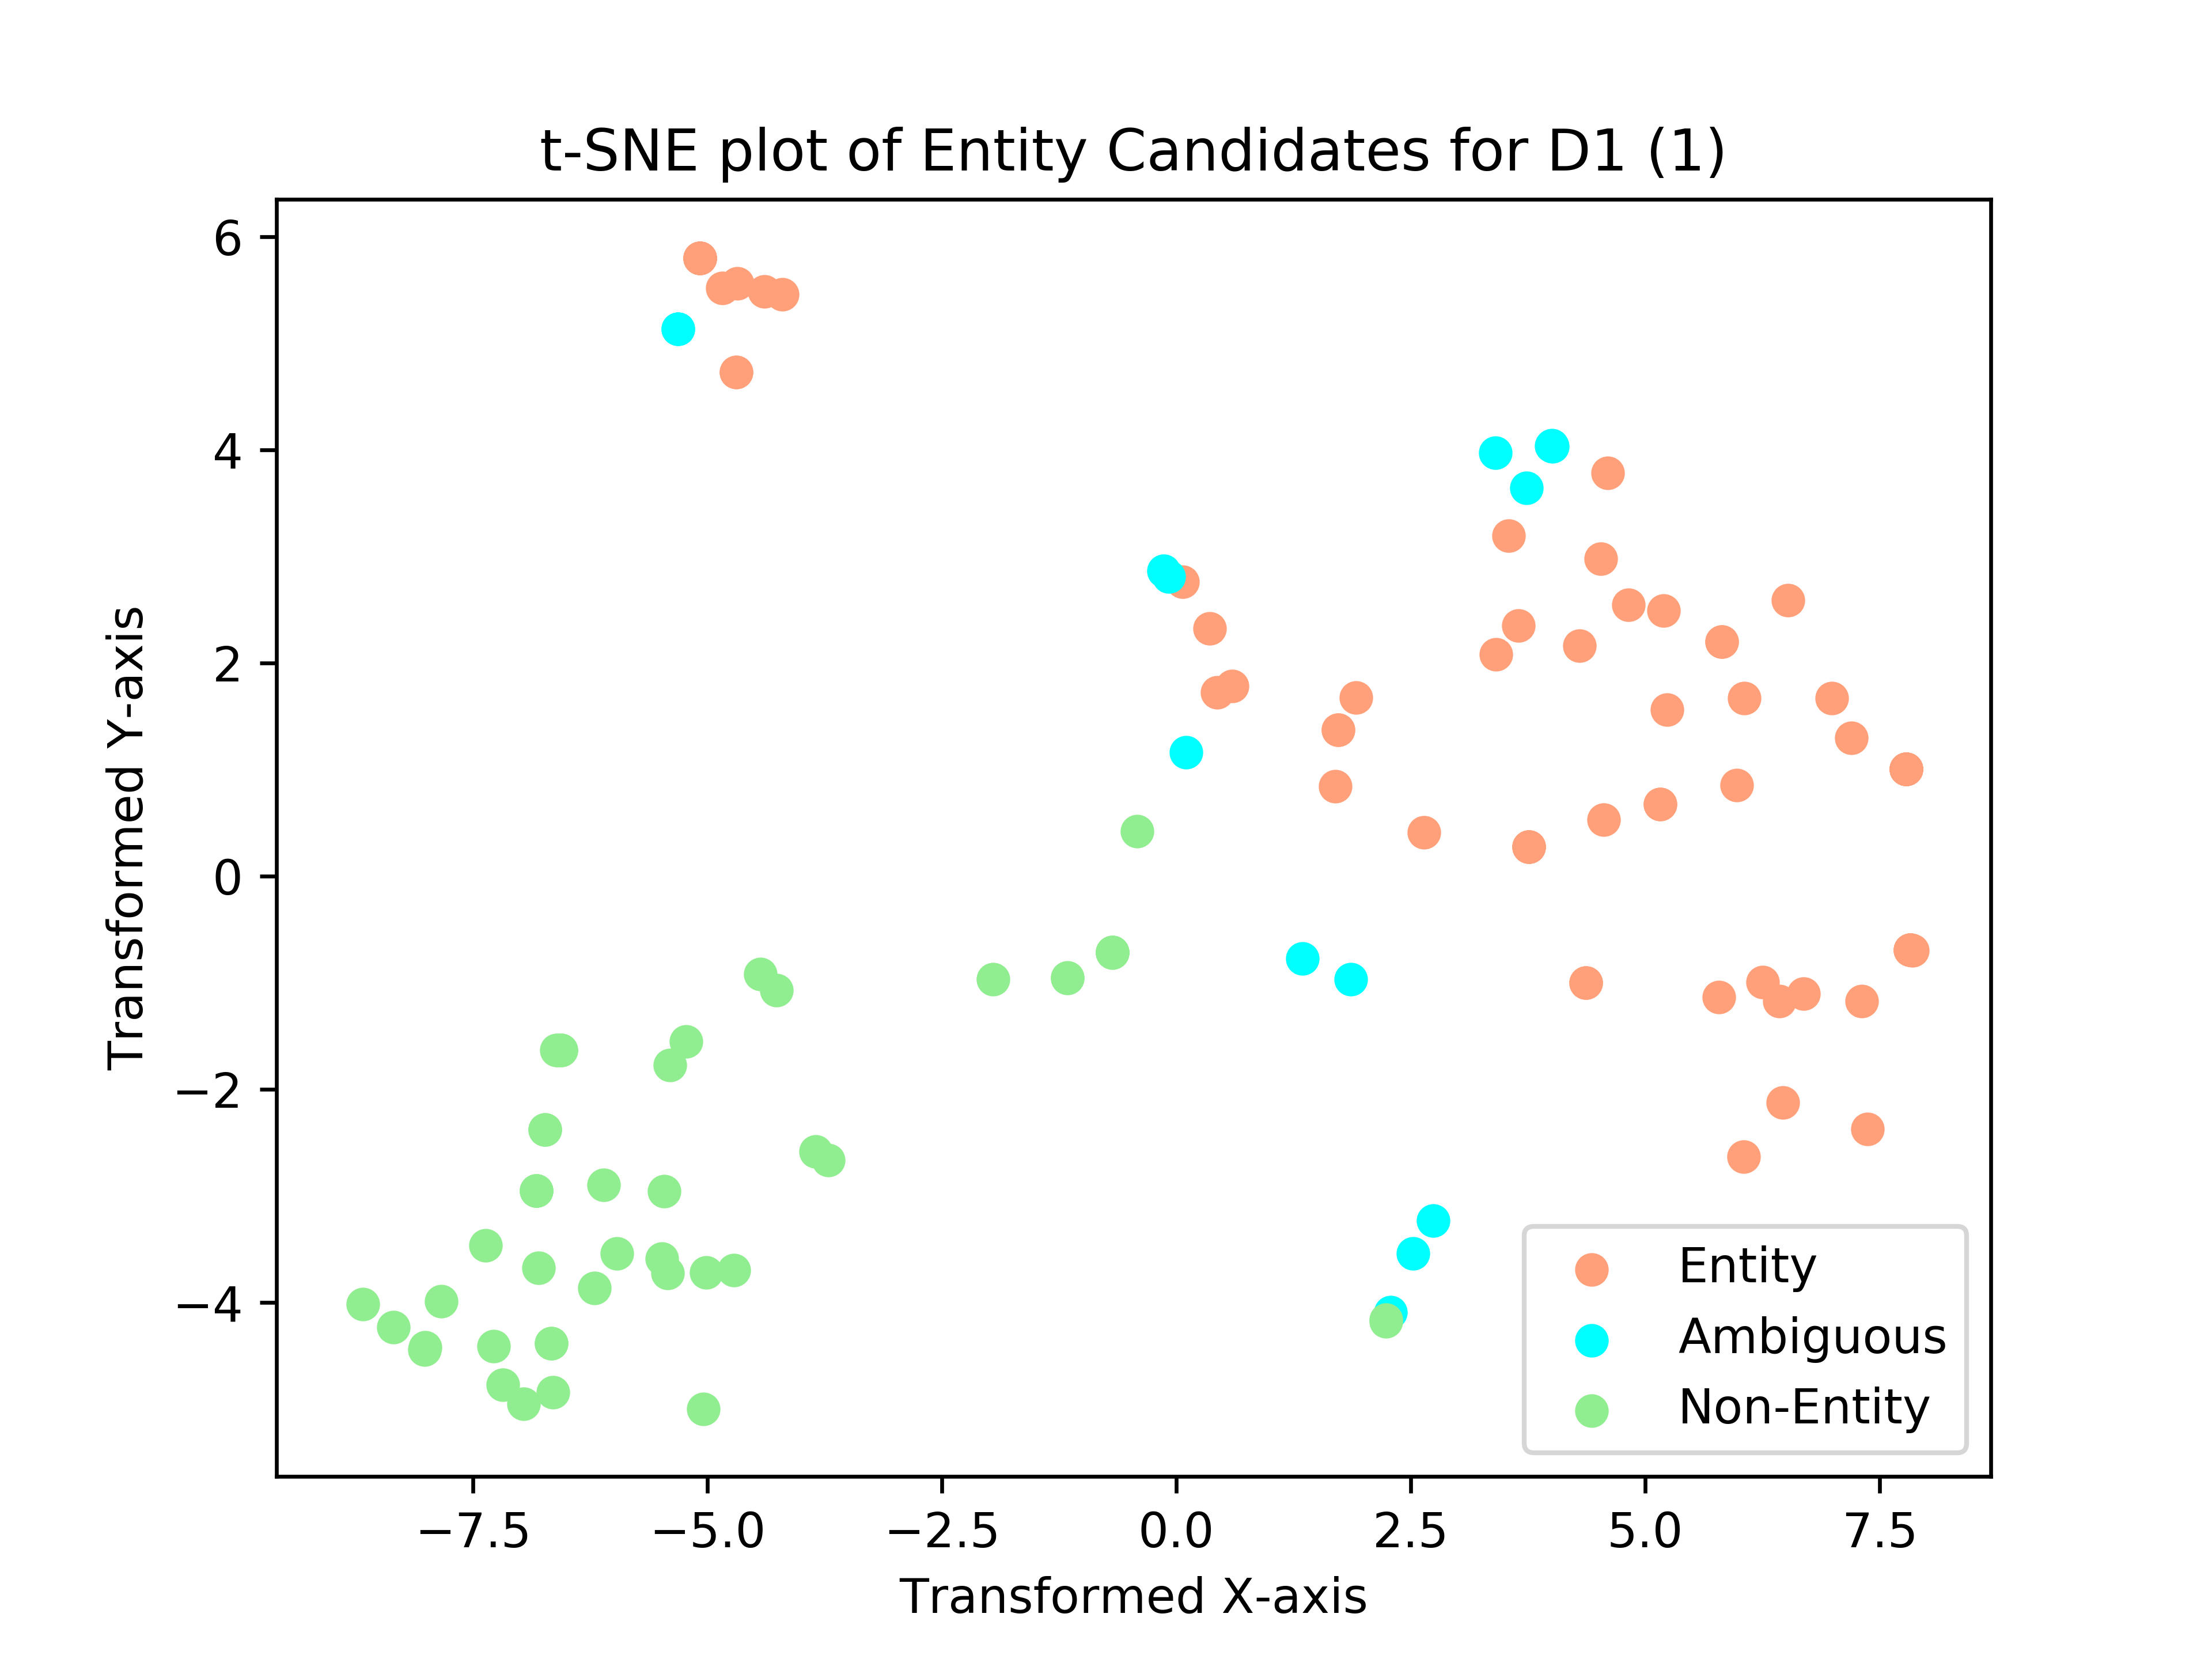 t-SNE plot of Entity Candidates for D1 (1)
6
4
2
0
−2
−4
Transformed Y-axis
Entity
Ambiguous
Non-Entity
−7.5 −5.0 −2.5 0.0 2.5 5.0 7.5
Transformed X-axis